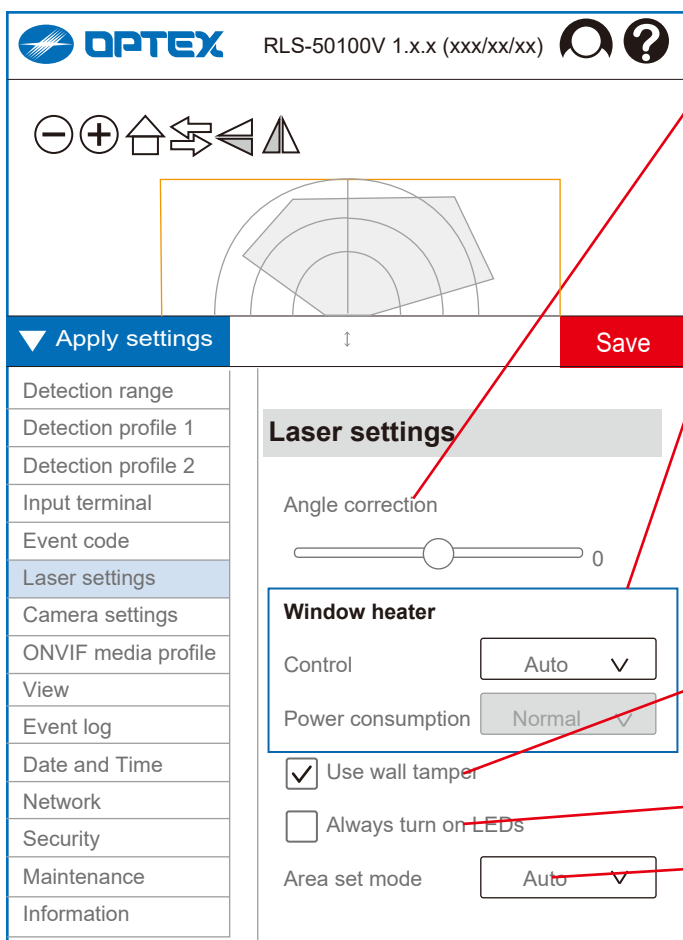 OPTEX RLS-50100V 1.x.x (xxx/xx/xx) ?
Apply settings
Save
Detection range
Detection profile 1
Detection profile 2
Input terminal
Event code
Laser settings
Camera settings
ONVIF media profile
View
Event log
Date and Time
Network
Security
Maintenance
Information
Laser settings
Angle correction
0
Window heater
Control Auto
Power consumption Normal
Use wall tamper
Always turn on LEDs
Area set mode Auto